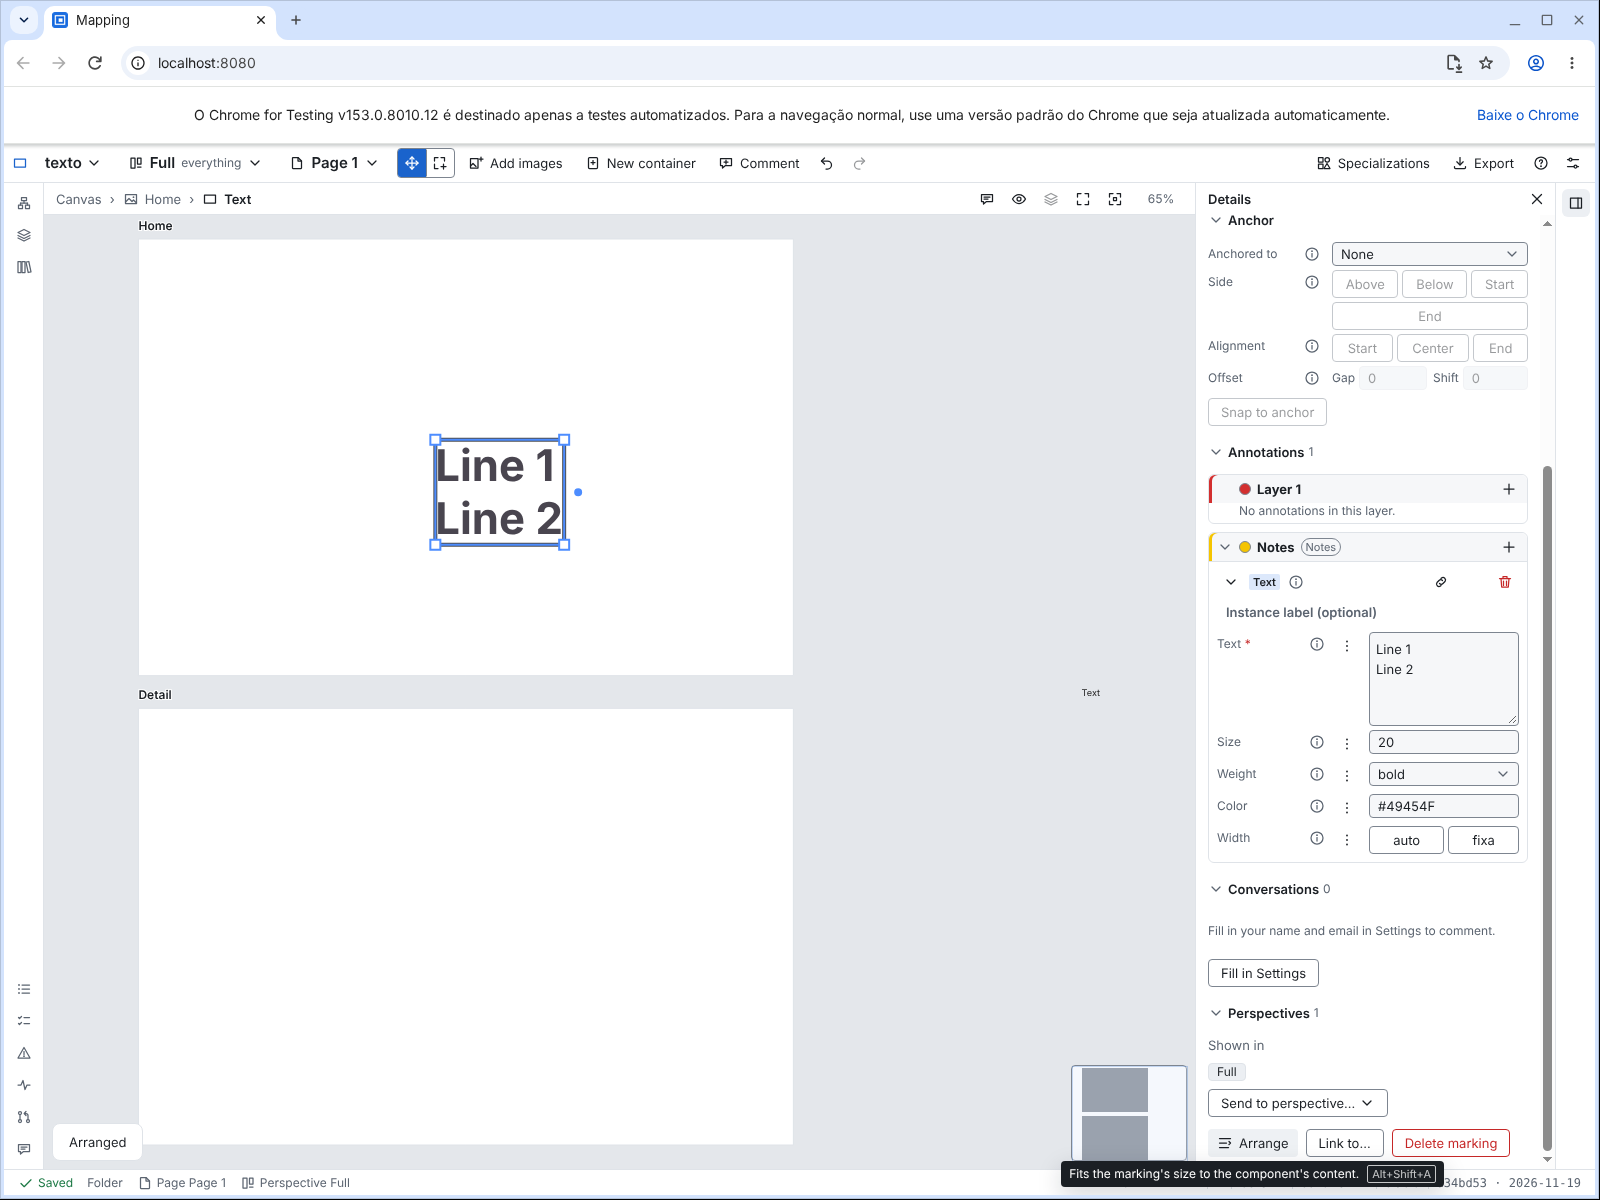 Mapping
localhost:8080
O Chrome for Testing v153.0.8010.12 é destinado apenas a testes automatizados. Para a navegação normal, use uma versão padrão do Chrome que seja atualizada automaticamente.
Baixe o Chrome
texto
Full everything
Page 1
Add images
New container
Comment
Specializations
Export
Canvas
Home
Text
65%
Details
Home
Line 1
Line 2
Detail
Text
Anchor
Anchored to
None
Side
Above
Below
Start
End
Alignment
Start
Center
End
Offset
Gap
0
Shift
0
Snap to anchor
Annotations 1
Layer 1
No annotations in this layer.
Notes
Notes
Text
Instance label (optional)
Text *
Line 1
Line 2
Size
20
Weight
bold
Color
#49454F
Width
auto
fixa
Conversations 0
Fill in your name and email in Settings to comment.
Fill in Settings
Perspectives 1
Shown in
Full
Send to perspective...
Arrange
Link to...
Delete marking
Arranged
Fits the marking's size to the component's content. Alt+Shift+A
Saved
Folder
Page Page 1
Perspective Full
34bd53 · 2026-11-19